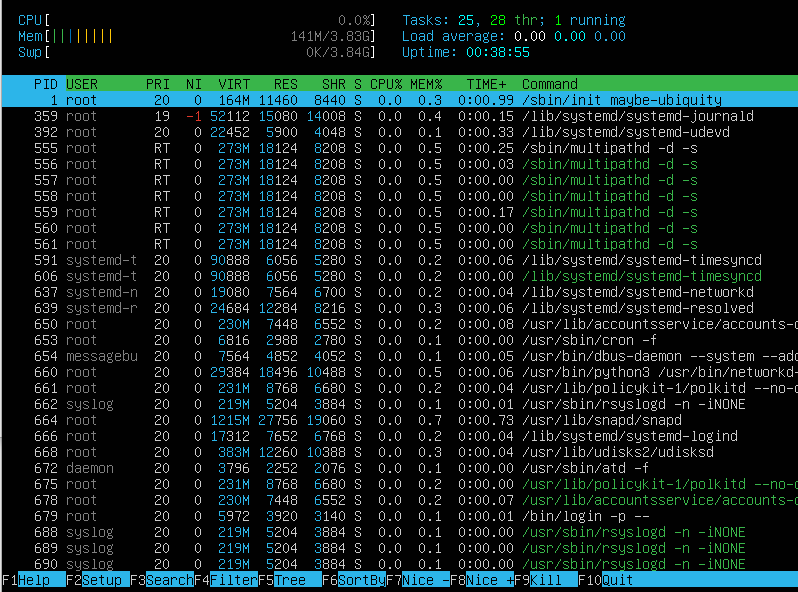 CPU[ 0.0%] Tasks: 25, 28 thr; 1 running
Mem[||||||||| 141M/3.83G] Load average: 0.00 0.00 0.00
Swp[ 0K/3.84G] Uptime: 00:38:55
PID USER PRI NI VIRT RES SHR S CPU% MEM% TIME+ Command
1 root 20 0 164M 11460 8440 S 0.0 0.3 0:00.99 /sbin/init maybe-ubiquity
359 root 19 -1 52112 15080 14008 S 0.0 0.4 0:00.15 /lib/systemd/systemd-journald
392 root 20 0 22452 5900 4048 S 0.0 0.1 0:00.33 /lib/systemd/systemd-udevd
555 root RT 0 273M 18124 8208 S 0.0 0.5 0:00.25 /sbin/multipathd -d -s
556 root RT 0 273M 18124 8208 S 0.0 0.5 0:00.03 /sbin/multipathd -d -s
557 root RT 0 273M 18124 8208 S 0.0 0.5 0:00.00 /sbin/multipathd -d -s
558 root RT 0 273M 18124 8208 S 0.0 0.5 0:00.00 /sbin/multipathd -d -s
559 root RT 0 273M 18124 8208 S 0.0 0.5 0:00.17 /sbin/multipathd -d -s
560 root RT 0 273M 18124 8208 S 0.0 0.5 0:00.00 /sbin/multipathd -d -s
561 root RT 0 273M 18124 8208 S 0.0 0.5 0:00.00 /sbin/multipathd -d -s
591 systemd-t 20 0 90888 6056 5280 S 0.0 0.2 0:00.06 /lib/systemd/systemd-timesyncd
606 systemd-t 20 0 90888 6056 5280 S 0.0 0.2 0:00.00 /lib/systemd/systemd-timesyncd
637 systemd-n 20 0 19080 7564 6700 S 0.0 0.2 0:00.04 /lib/systemd/systemd-networkd
639 systemd-r 20 0 24684 12284 8216 S 0.0 0.3 0:00.06 /lib/systemd/systemd-resolved
650 root 20 0 230M 7448 6552 S 0.0 0.2 0:00.08 /usr/lib/accountsservice/accounts-d
653 root 20 0 6816 2988 2780 S 0.0 0.1 0:00.00 /usr/sbin/cron -f
654 messagebu 20 0 7564 4852 4052 S 0.0 0.1 0:00.05 /usr/bin/dbus-daemon --system --add
660 root 20 0 29384 18496 10488 S 0.0 0.5 0:00.06 /usr/bin/python3 /usr/bin/networkd-
661 root 20 0 231M 8768 6680 S 0.0 0.2 0:00.04 /usr/lib/policykit-1/polkitd --no-d
662 syslog 20 0 219M 5204 3884 S 0.0 0.1 0:00.01 /usr/sbin/rsyslogd -n -iNONE
664 root 20 0 1215M 27756 19060 S 0.0 0.7 0:00.73 /usr/lib/snapd/snapd
666 root 20 0 17312 7652 6768 S 0.0 0.2 0:00.04 /lib/systemd/systemd-logind
668 root 20 0 383M 12260 10388 S 0.0 0.3 0:00.04 /usr/lib/udisks2/udisksd
672 daemon 20 0 3796 2252 2076 S 0.0 0.1 0:00.00 /usr/sbin/atd -f
675 root 20 0 231M 8768 6680 S 0.0 0.2 0:00.00 /usr/lib/policykit-1/polkitd --no-d
678 root 20 0 230M 7448 6552 S 0.0 0.2 0:00.07 /usr/lib/accountsservice/accounts-d
679 root 20 0 5972 3920 3140 S 0.0 0.1 0:00.01 /bin/login -p --
688 syslog 20 0 219M 5204 3884 S 0.0 0.1 0:00.00 /usr/sbin/rsyslogd -n -iNONE
689 syslog 20 0 219M 5204 3884 S 0.0 0.1 0:00.00 /usr/sbin/rsyslogd -n -iNONE
690 syslog 20 0 219M 5204 3884 S 0.0 0.1 0:00.00 /usr/sbin/rsyslogd -n -iNONE
F1Help F2Setup F3SearchF4FilterF5Tree F6SortByF7Nice -F8Nice +F9Kill F10Quit